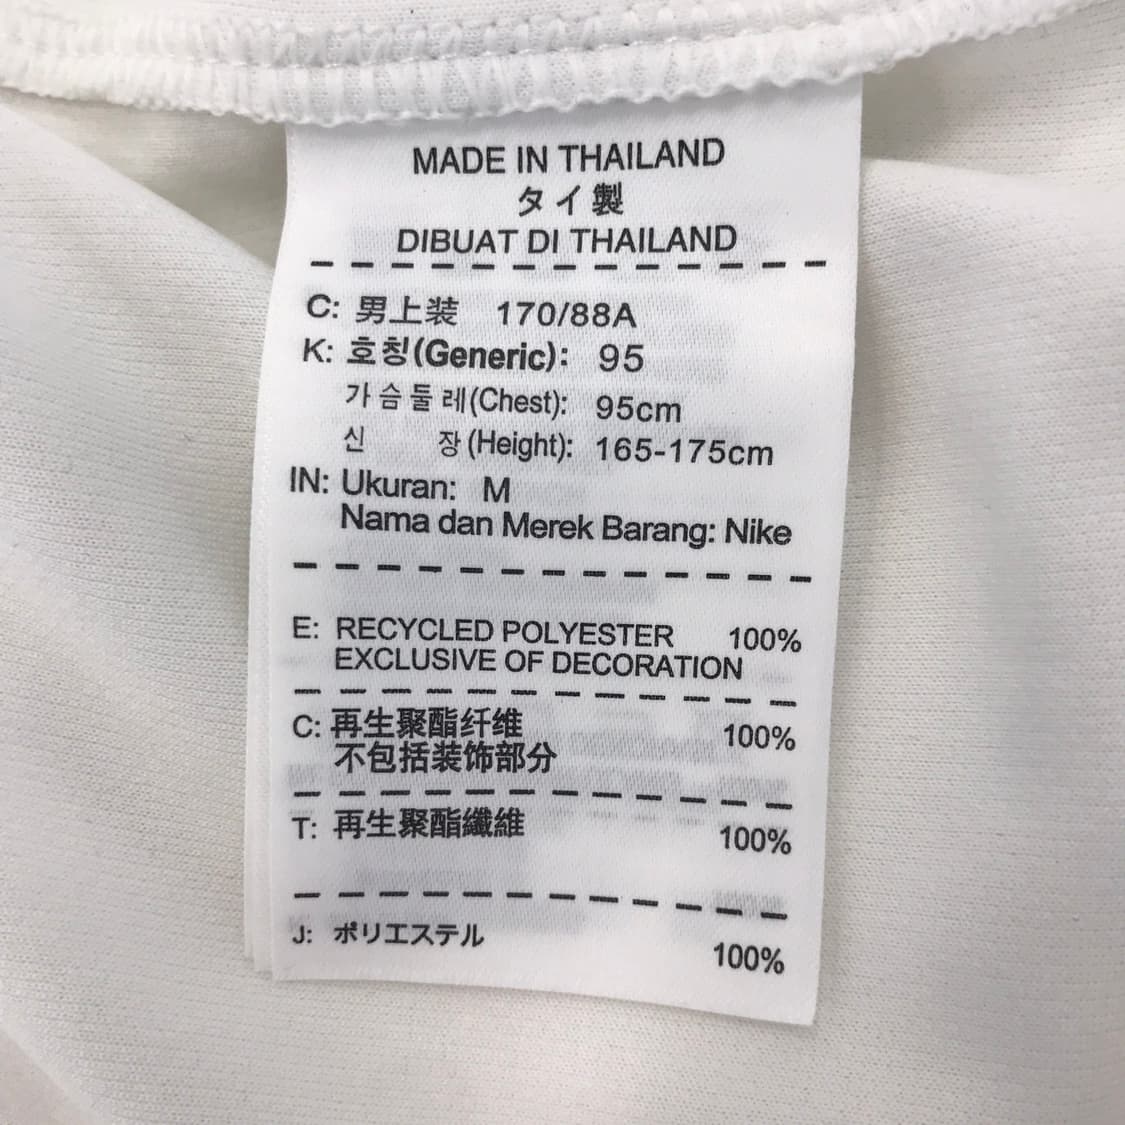 MADE IN THAILAND
タイ製
DIBUAT DI THAILAND
C: 男上装 170/88A
K: 호칭(Generic): 95
가슴둘레(Chest): 95cm
신 장(Height): 165-175cm
IN: Ukuran: M
Nama dan Merek Barang: Nike
E: RECYCLED POLYESTER 100%
EXCLUSIVE OF DECORATION
C: 再生聚酯纤维 100%
不包括装饰部分
T: 再生聚酯纖維 100%
J: ポリエステル 100%